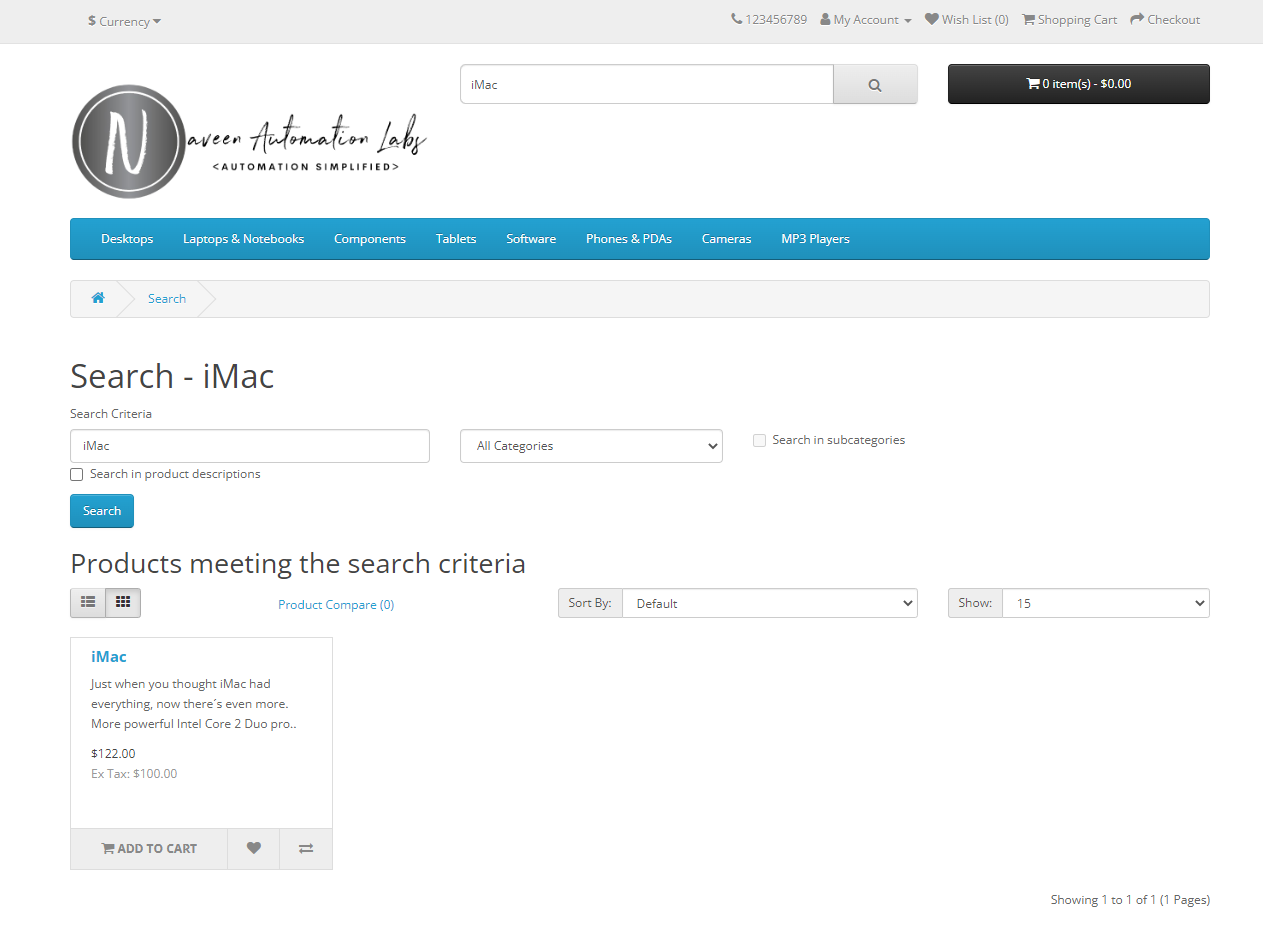 $ Currency
123456789 My Account Wish List (0) Shopping Cart Checkout
iMac
0 item(s) - $0.00
N aveen Automation Labs
<AUTOMATION SIMPLIFIED>
Desktops Laptops & Notebooks Components Tablets Software Phones & PDAs Cameras MP3 Players
Search
Search - iMac
Search Criteria
iMac All Categories Search in subcategories
Search in product descriptions
Search
Products meeting the search criteria
Product Compare (0) Sort By: Default Show: 15
iMac
Just when you thought iMac had
everything, now there´s even more.
More powerful Intel Core 2 Duo pro..
$122.00
Ex Tax: $100.00
ADD TO CART
Showing 1 to 1 of 1 (1 Pages)